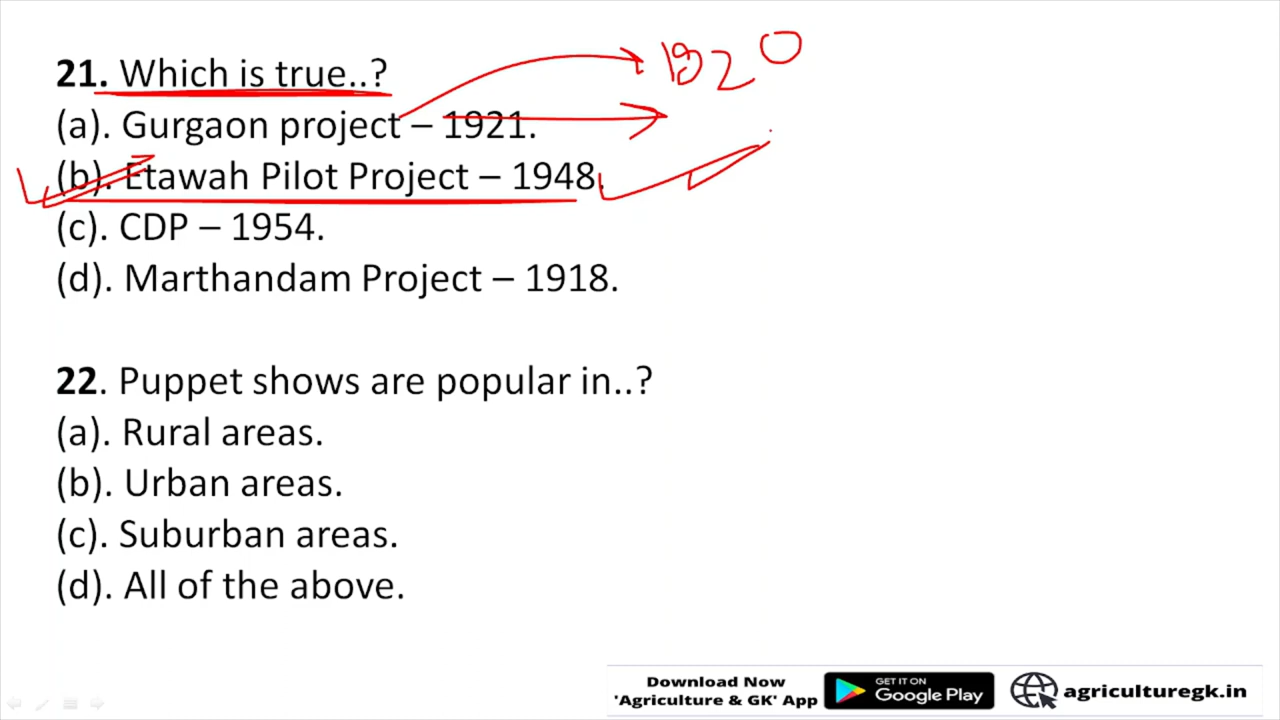 21. Which is true..?
1920
(a). Gurgaon project – 1921.
(b). Etawah Pilot Project – 1948.
(c). CDP – 1954.
(d). Marthandam Project – 1918.
22. Puppet shows are popular in..?
(a). Rural areas.
(b). Urban areas.
(c). Suburban areas.
(d). All of the above.
Download Now
'Agriculture & GK' App
GET IT ON
Google Play
agriculturegk.in